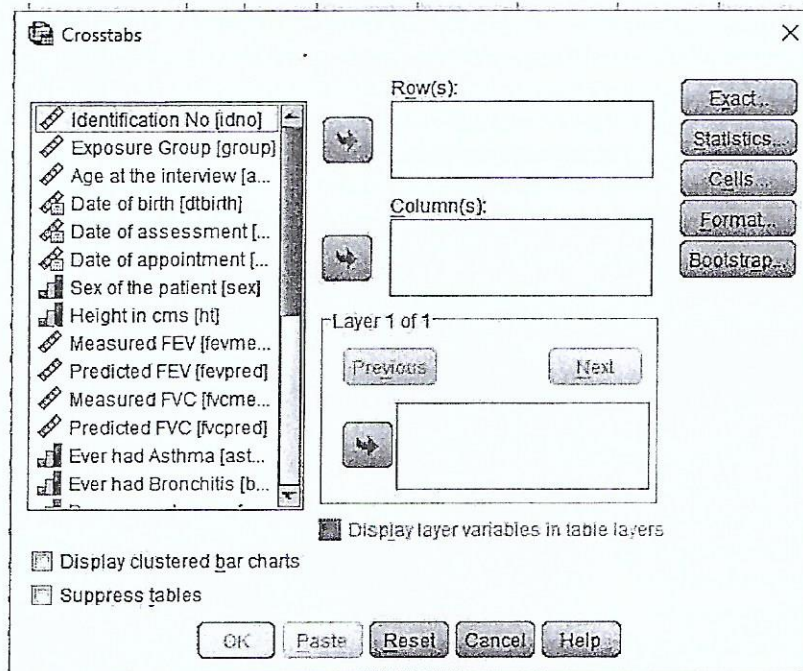 Crosstabs
Identification No [idno]
Exposure Group [group]
Age at the interview [a...
Date of birth [dtbirth]
Date of assessment [...
Date of appointment [...
Sex of the patient [sex]
Height in cms [ht]
Measured FEV [fevme...
Predicted FEV [fevpred]
Measured FVC [fvcme...
Predicted FVC [fvcpred]
Ever had Asthma [ast...
Ever had Bronchitis [b...
Row(s):
Column(s):
Layer 1 of 1
Previous
Next
Display layer variables in table layers
Exact...
Statistics...
Cells...
Format...
Bootstrap...
Display clustered bar charts
Suppress tables
OK
Paste
Reset
Cancel
Help